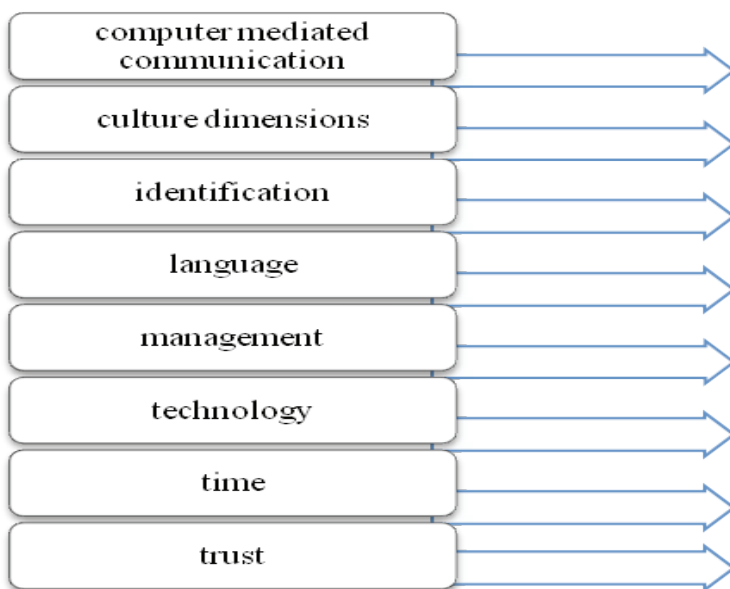 computer mediated
communication
culture dimensions
identification
language
management
technology
time
trust